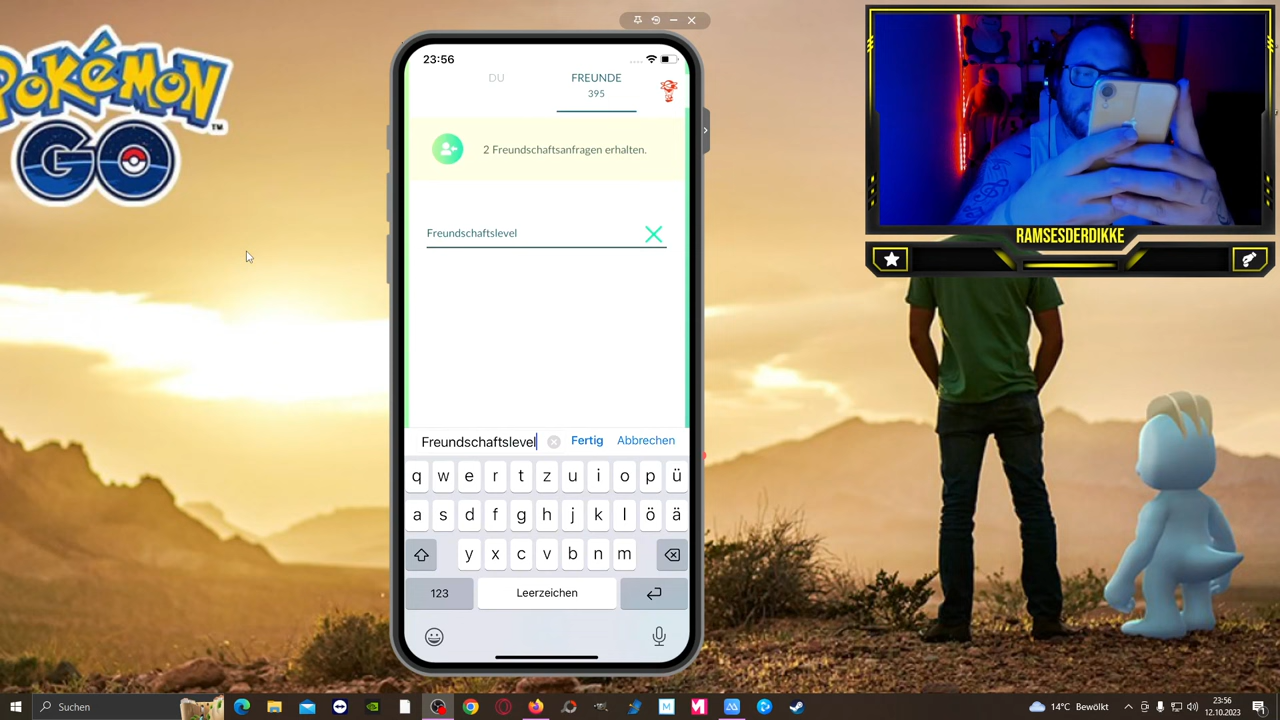 POKÉMON
GO
TM
23:56
DU
FREUNDE
395
2 Freundschaftsanfragen erhalten.
Freundschaftslevel
Freundschaftslevel
Fertig
Abbrechen
q w e r t z u i o p ü
a s d f g h j k l ö ä
y x c v b n m
123
Leerzeichen
RAMSESDERDIKKE
Suchen
14°C Bewölkt
23:56
12.10.2023